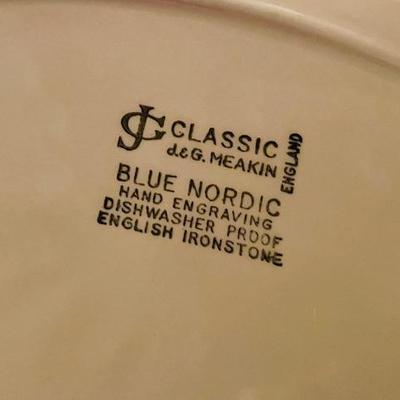 JG CLASSIC
J.&G. MEAKIN
ENGLAND
BLUE NORDIC
HAND ENGRAVING
DISHWASHER PROOF
ENGLISH IRONSTONE